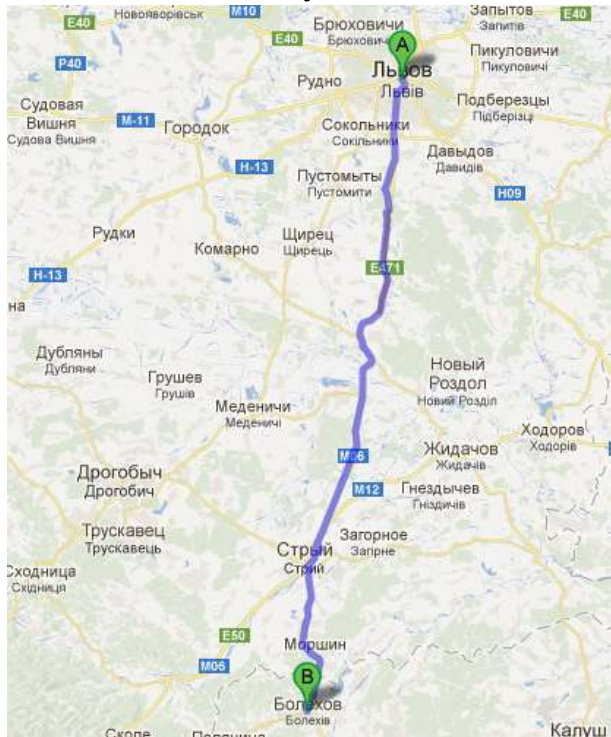 Новояворівськ
M10
E40
Брюховичи
Брюховичі
Запытов
Запитів
E40
E40
A
P40
Львов
Львів
Пикуловичи
Пикуловичі
Рудно
Судовая
Вишня
Судова Вишня
M-11
Городок
Подберезцы
Підберізці
Сокольники
Сокільники
Давыдов
Давидів
H-13
Пустомыты
Пустомити
H09
Рудки
Щирец
Щирець
Комарно
H-13
E471
на
Дубляны
Дубляни
Грушев
Грушів
Новый
Роздол
Новий Розділ
Меденичи
Меденичі
Ходоров
Ходорів
Жидачов
Жидачів
M06
Дрогобыч
Дрогобич
M12
Гнездычев
Гніздичів
Трускавец
Трускавець
Загорное
Загірне
Стрый
Стрий
Сходница
Східниця
E50
Моршин
M06
B
Болехов
Болехів
Калуш